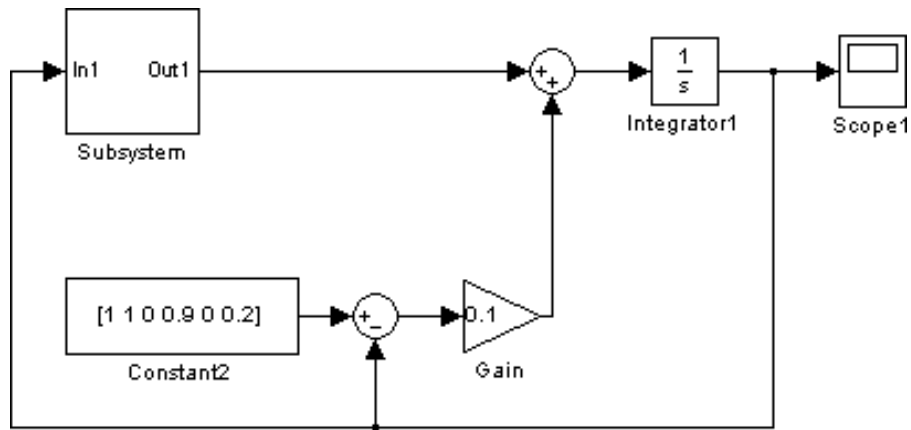 In1
Out1
Subsystem
+
+
1
s
Integrator1
Scope1
[1 1 0 0.9 0 0.2]
Constant2
+
−
0.1
Gain